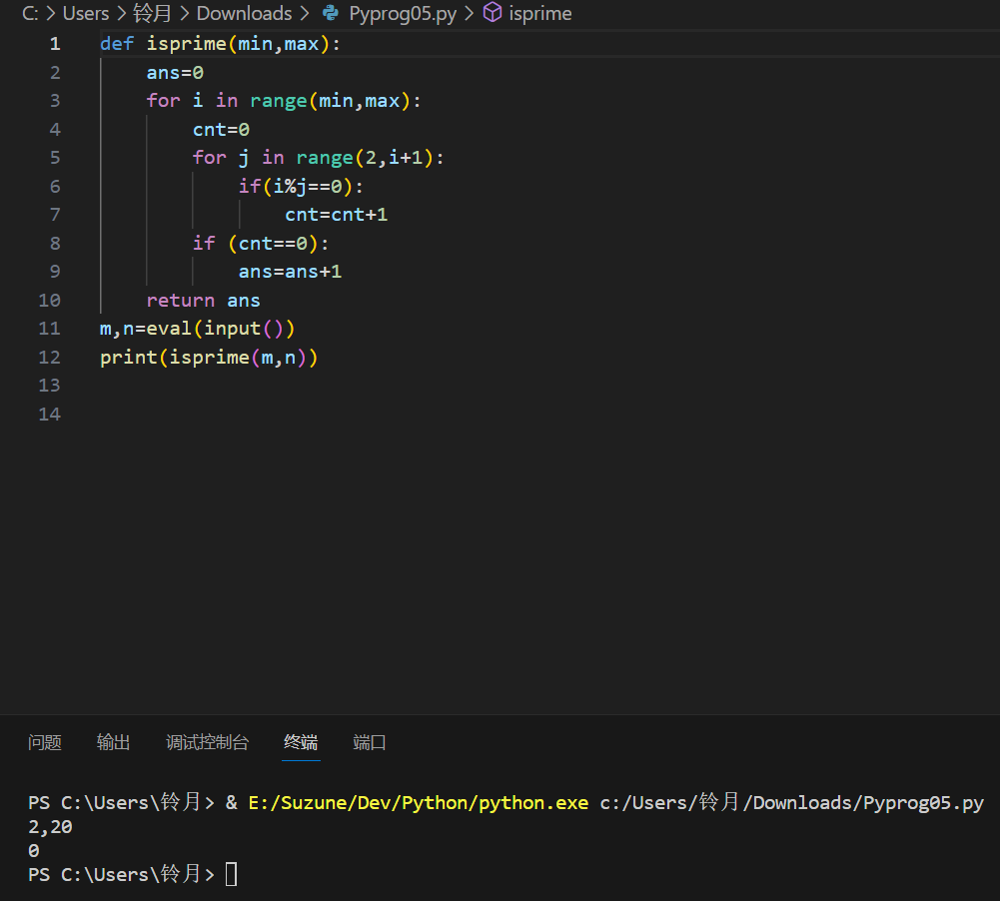 C: > Users > 铃月 > Downloads > Pyprog05.py > isprime
1 def isprime(min,max):
2     ans=0
3     for i in range(min,max):
4         cnt=0
5         for j in range(2,i+1):
6             if(i%j==0):
7                 cnt=cnt+1
8         if (cnt==0):
9             ans=ans+1
10     return ans
11 m,n=eval(input())
12 print(isprime(m,n))
13
14
问题 输出 调试控制台 终端 端口
PS C:\Users\铃月> & E:/Suzune/Dev/Python/python.exe c:/Users/铃月/Downloads/Pyprog05.py
2,20
0
PS C:\Users\铃月>